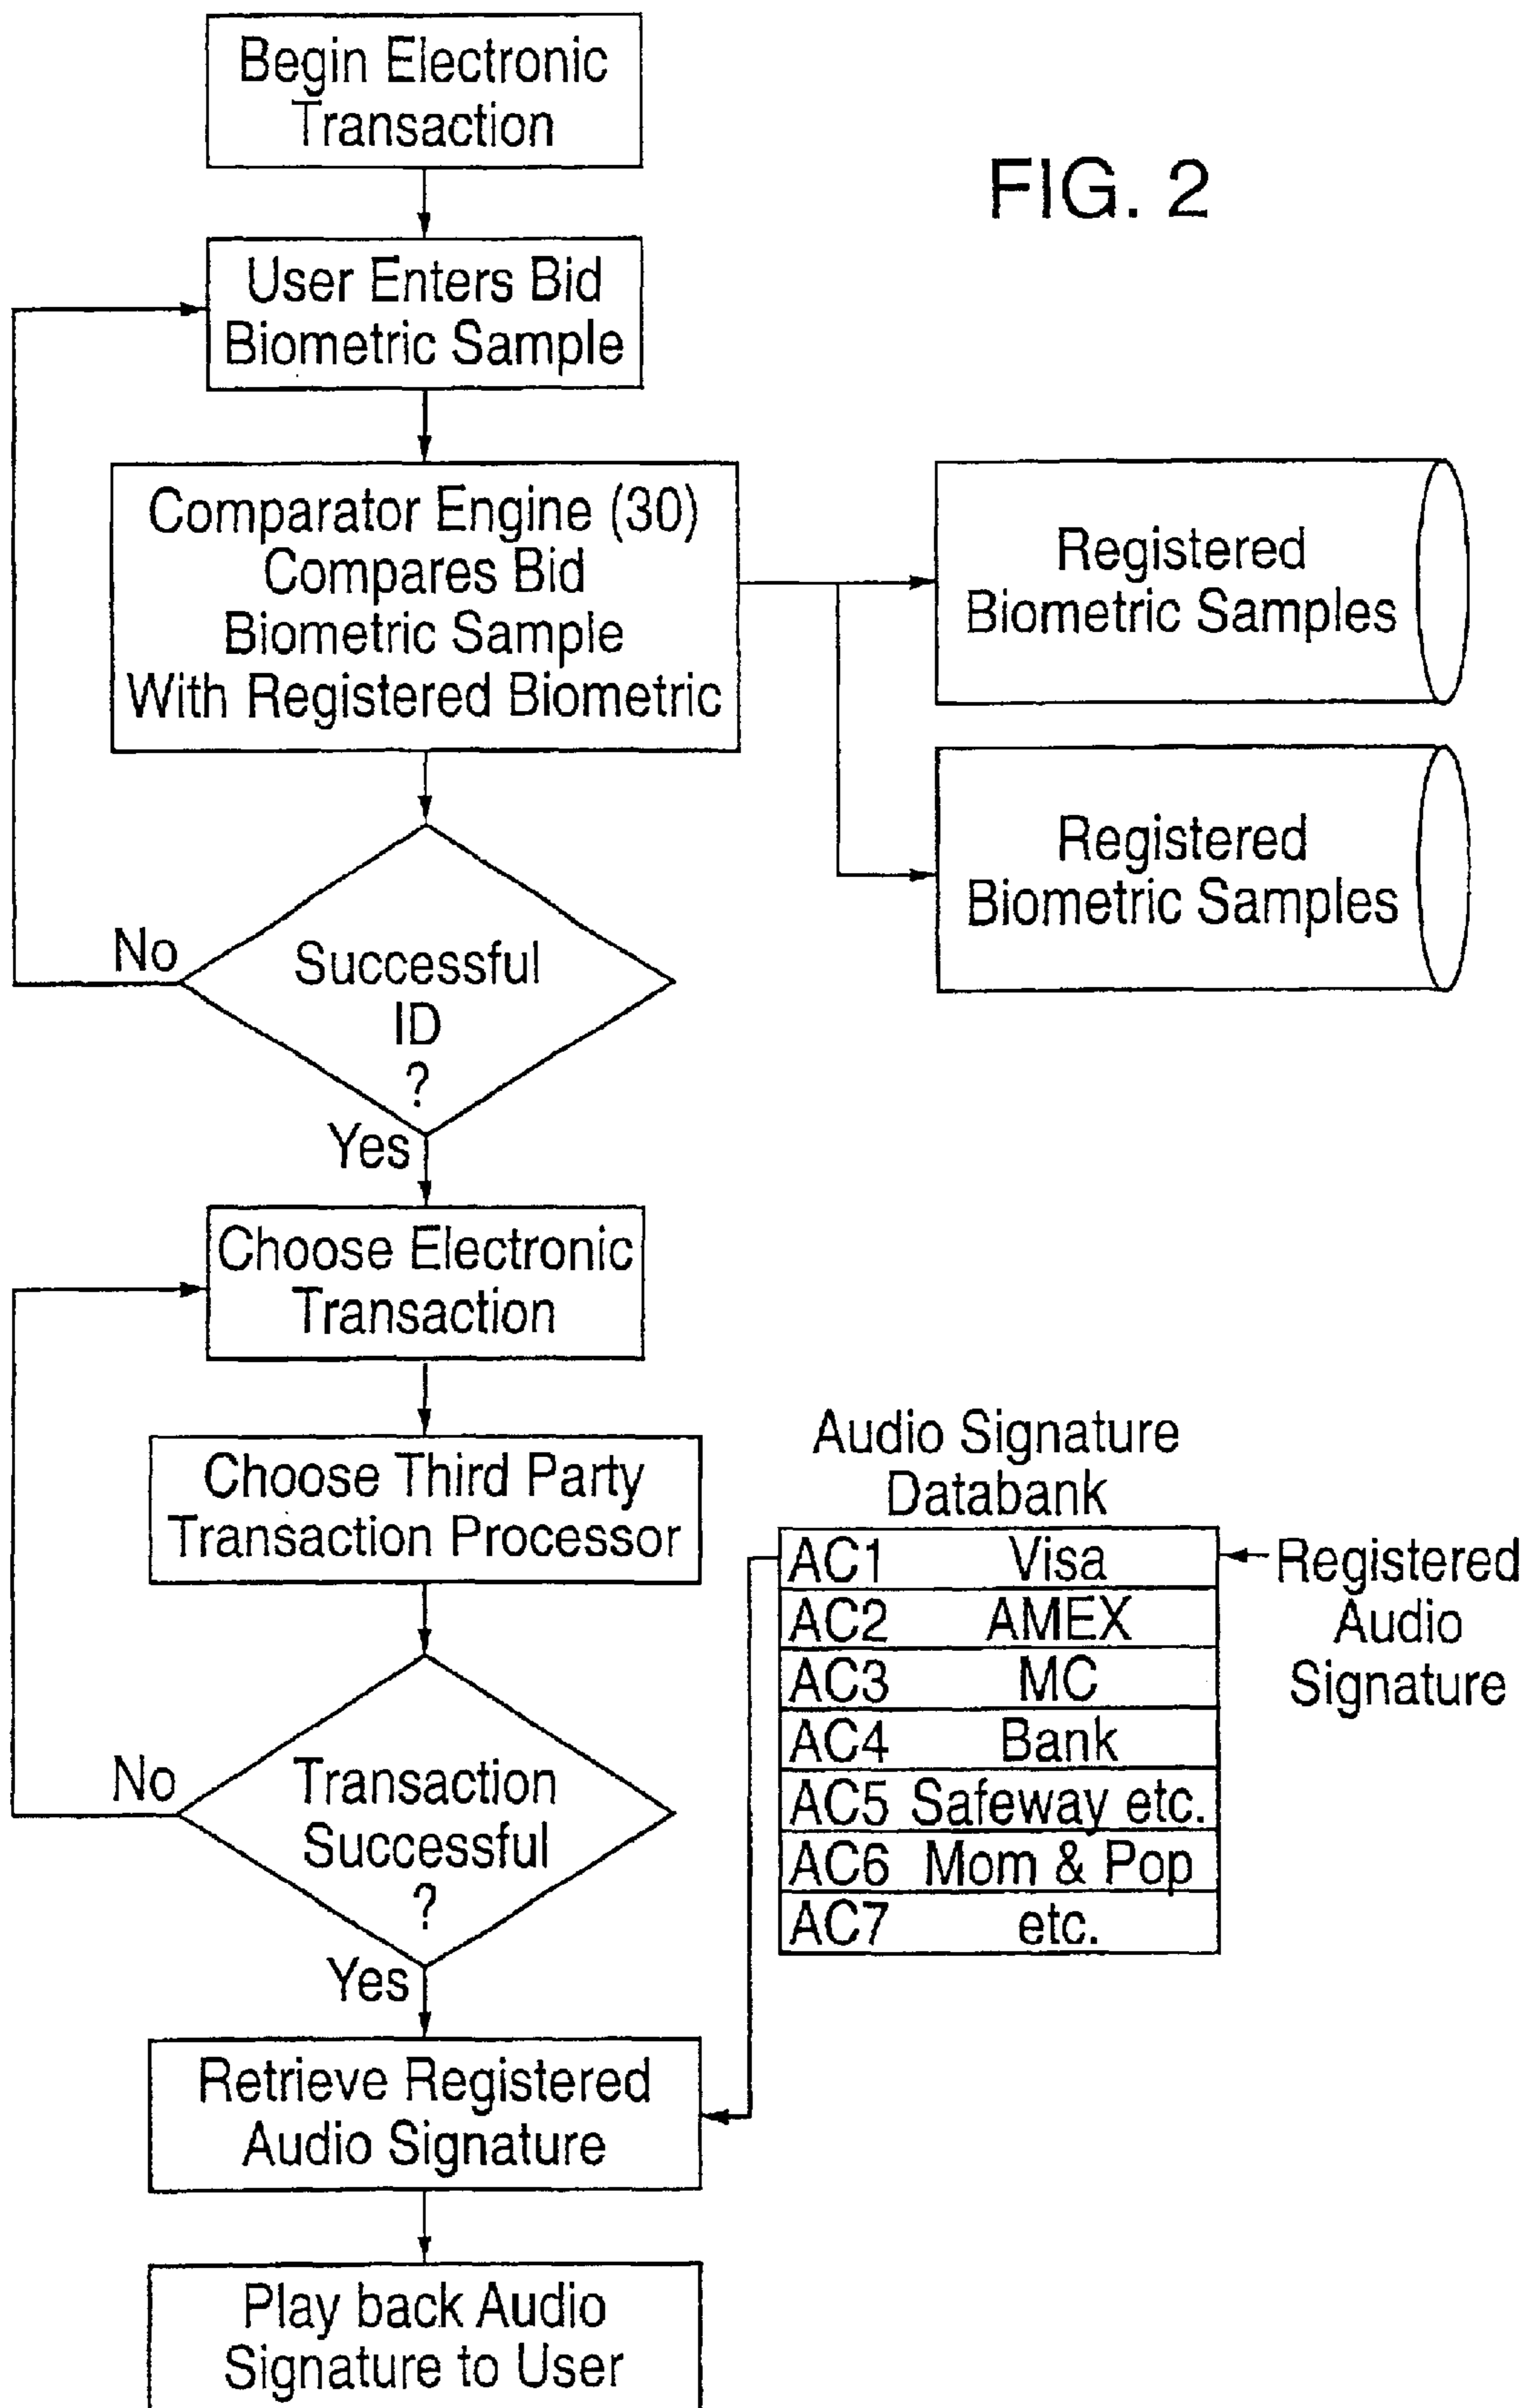 Begin Electronic
Transaction
FIG. 2
User Enters Bid
Biometric Sample
Comparator Engine (30)
Compares Bid
Biometric Sample
With Registered Biometric
Registered
Biometric Samples
Registered
Biometric Samples
No
Successful
ID
?
Yes
Choose Electronic
Transaction
Choose Third Party
Transaction Processor
Audio Signature
Databank
AC1 Visa
AC2 AMEX
AC3 MC
AC4 Bank
AC5 Safeway etc.
AC6 Mom & Pop
AC7 etc.
Registered
Audio
Signature
No
Transaction
Successful
?
Yes
Retrieve Registered
Audio Signature
Play back Audio
Signature to User